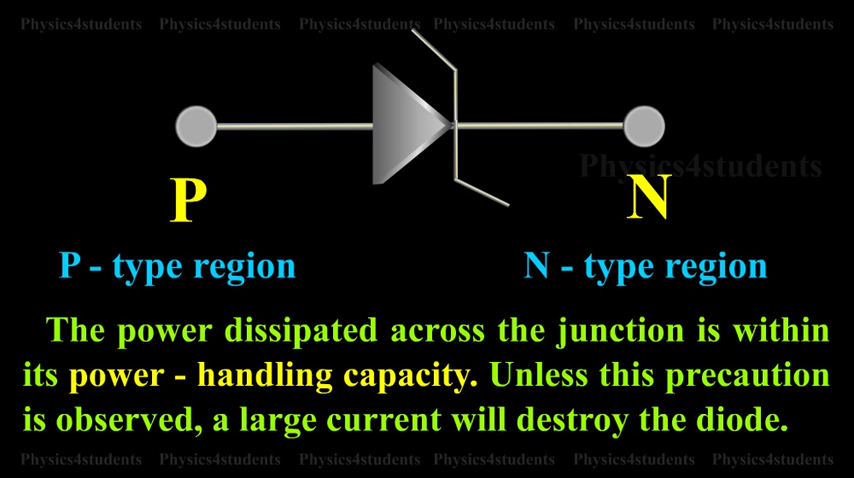 Physics4students Physics4students Physics4students Physics4students Physics4students Physics4students
Physics4students
P
N
P - type region
N - type region
The power dissipated across the junction is within
its power - handling capacity. Unless this precaution
is observed, a large current will destroy the diode.
Physics4students Physics4students Physics4students Physics4students Physics4students Physics4students